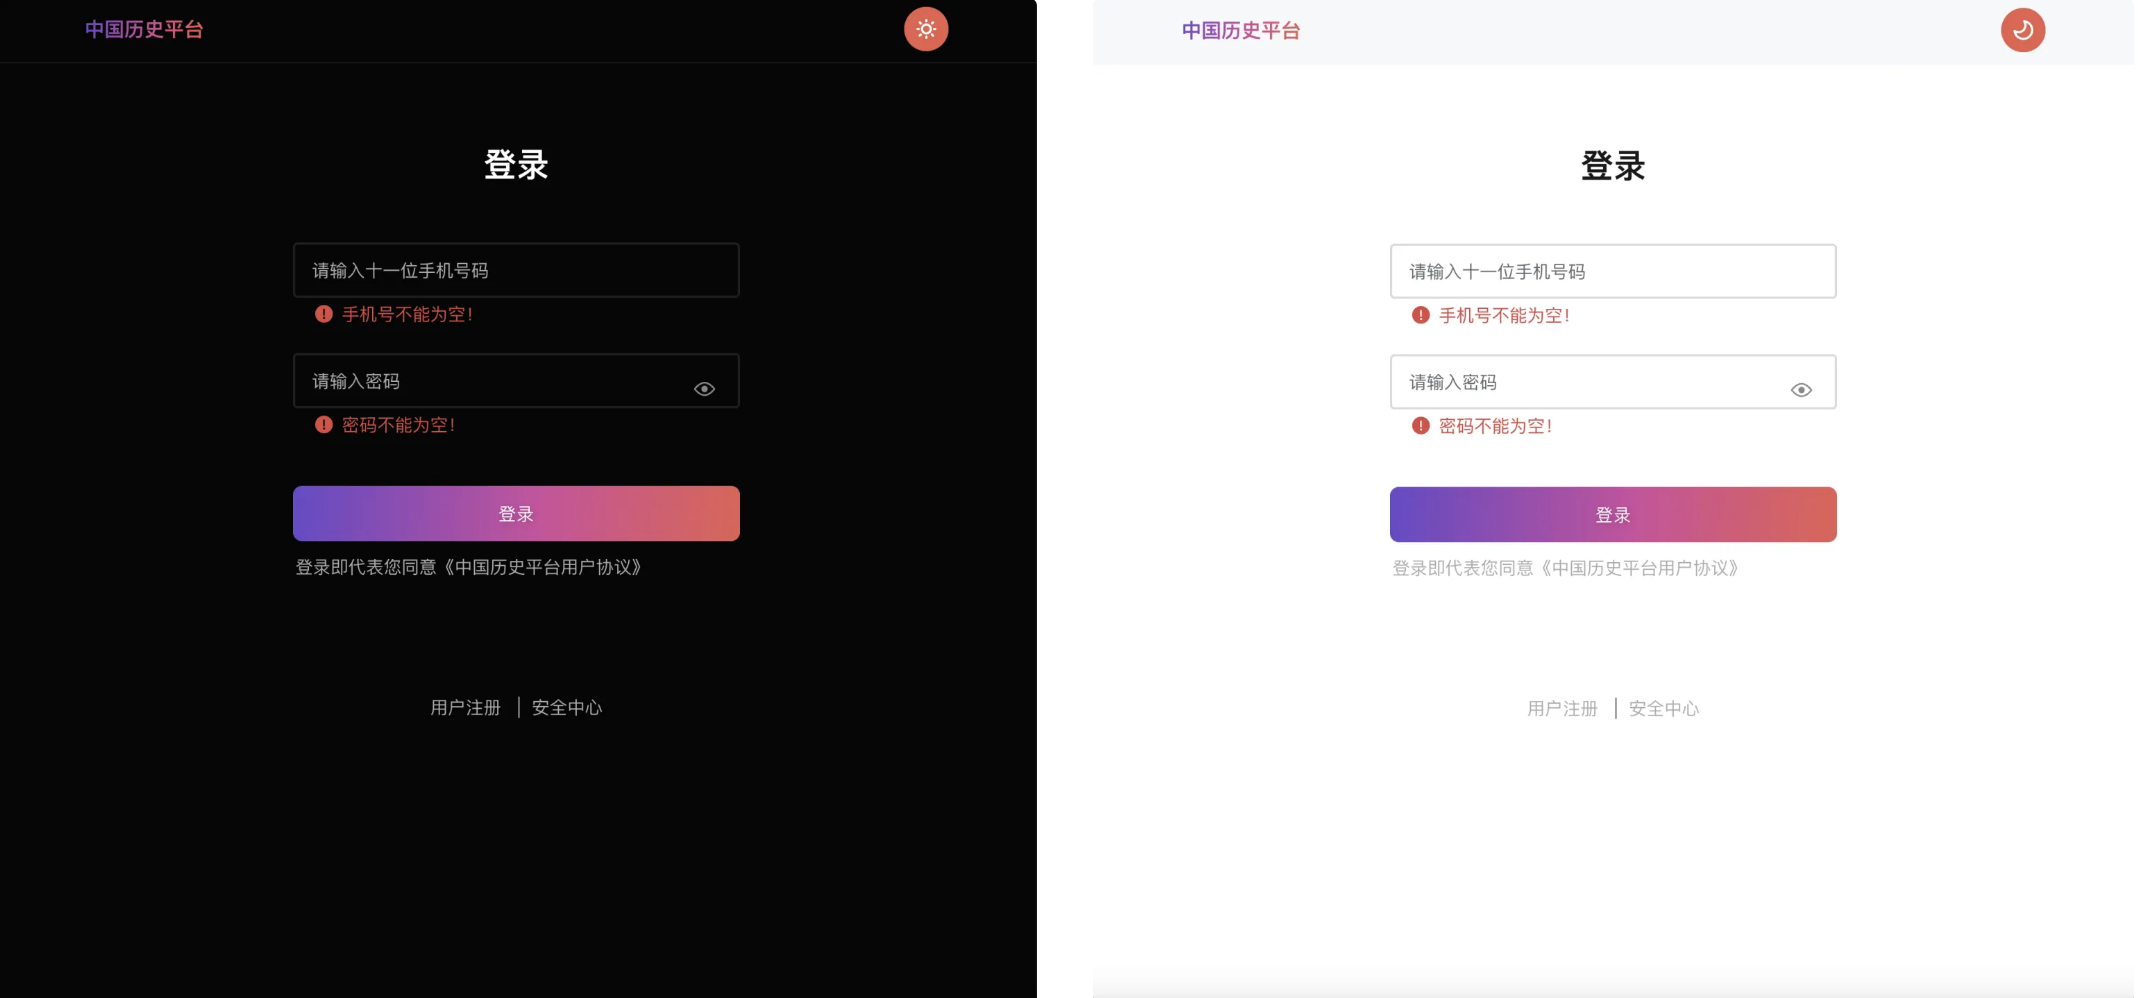 中国历史平台
登录
请输入十一位手机号码
手机号不能为空!
请输入密码
密码不能为空!
登录
登录即代表您同意《中国历史平台用户协议》
用户注册 | 安全中心
中国历史平台
登录
请输入十一位手机号码
手机号不能为空!
请输入密码
密码不能为空!
登录
登录即代表您同意《中国历史平台用户协议》
用户注册 | 安全中心